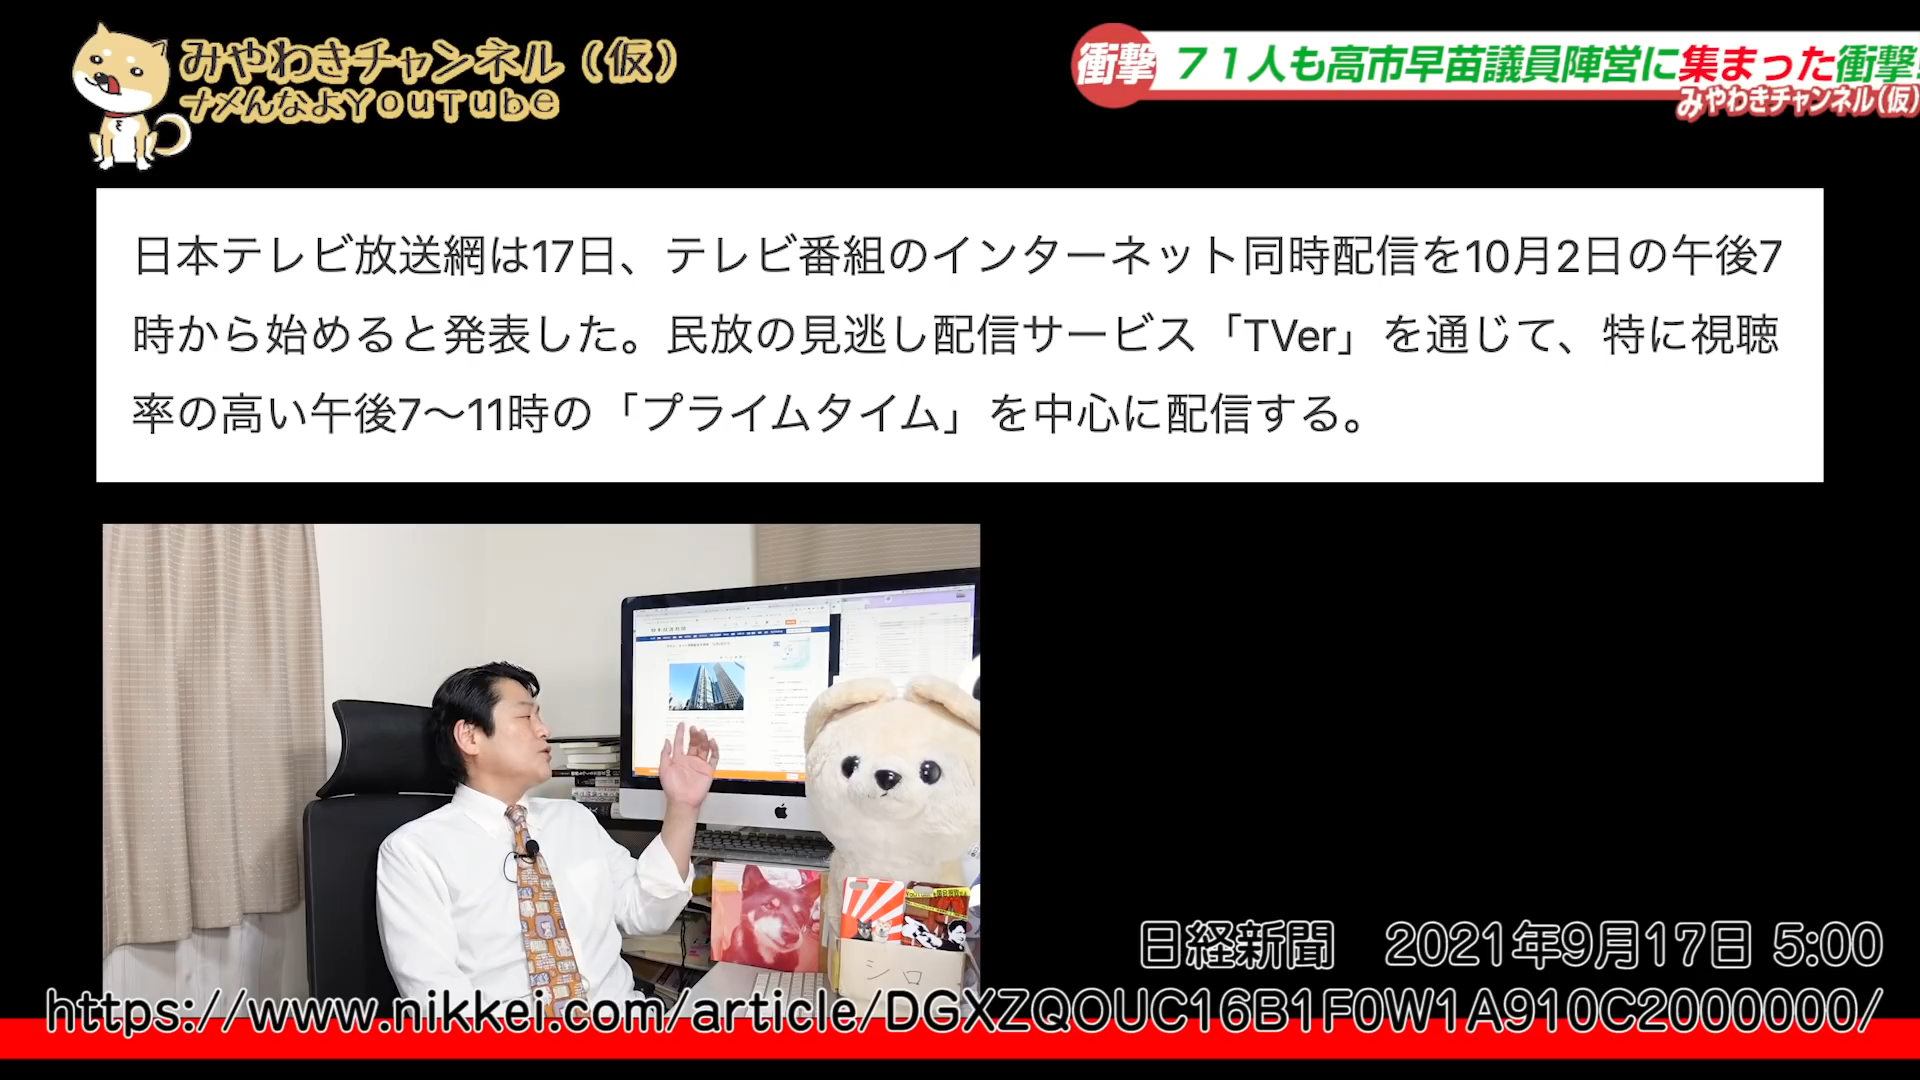 みやわきチャンネル（仮）
ナメんなよYouTube
衝撃 ７１人も高市早苗議員陣営に集まった衝撃!
みやわきチャンネル（仮）
日本テレビ放送網は17日、テレビ番組のインターネット同時配信を10月2日の午後7
時から始めると発表した。民放の見逃し配信サービス「TVer」を通じて、特に視聴
率の高い午後7〜11時の「プライムタイム」を中心に配信する。
シロ
日経新聞　2021年9月17日 5:00
https://www.nikkei.com/article/DGXZQOUC16B1F0W1A910C2000000/